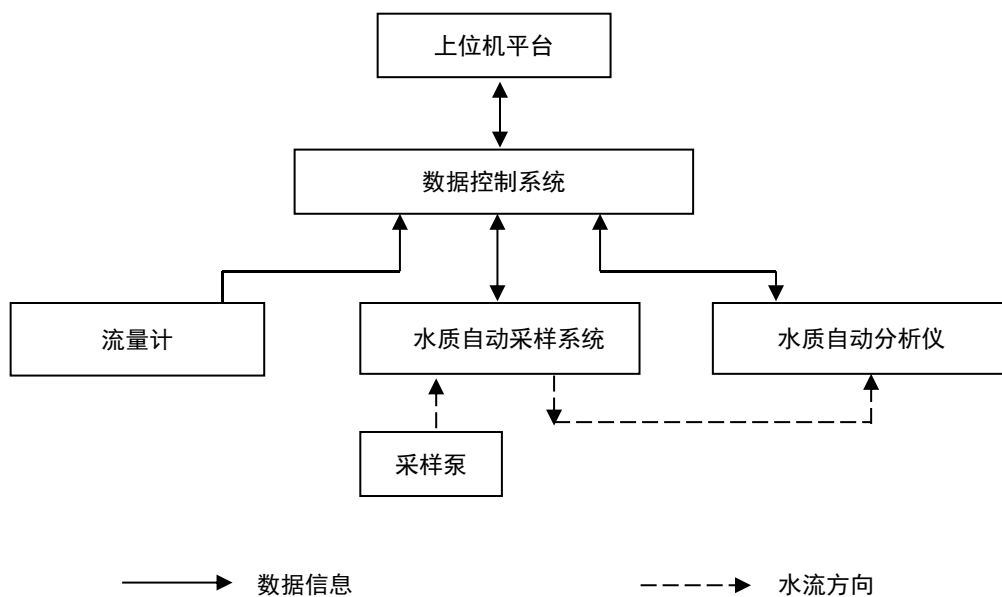 上位机平台
数据控制系统
流量计
水质自动采样系统
水质自动分析仪
采样泵
数据信息
水流方向